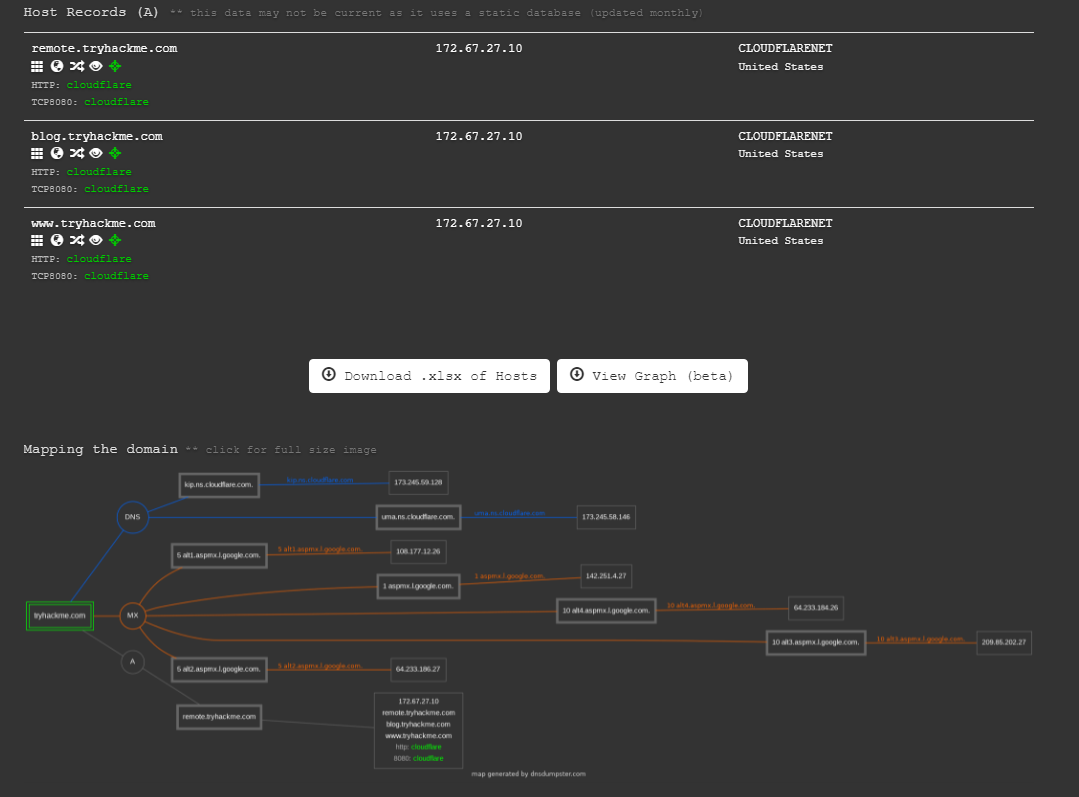 Host Records (A) ** this data may not be current as it uses a static database (updated monthly)
remote.tryhackme.com 172.67.27.10 CLOUDFLARENET
United States
HTTP: cloudflare
TCP8080: cloudflare
blog.tryhackme.com 172.67.27.10 CLOUDFLARENET
United States
HTTP: cloudflare
TCP8080: cloudflare
www.tryhackme.com 172.67.27.10 CLOUDFLARENET
United States
HTTP: cloudflare
TCP8080: cloudflare
Download .xlsx of Hosts View Graph (beta)
Mapping the domain ** click for full size image
kip.ns.cloudflare.com. kip.ns.cloudflare.com. 173.245.59.128
DNS uma.ns.cloudflare.com. uma.ns.cloudflare.com. 173.245.58.146
5 alt1.aspmx.l.google.com. 5 alt1.aspmx.l.google.com. 108.177.12.26
1 aspmx.l.google.com. 1 aspmx.l.google.com. 142.251.4.27
10 alt4.aspmx.l.google.com. 10 alt4.aspmx.l.google.com. 64.233.184.26
tryhackme.com MX
10 alt3.aspmx.l.google.com. 10 alt3.aspmx.l.google.com. 209.85.202.27
A
5 alt2.aspmx.l.google.com. 5 alt2.aspmx.l.google.com. 64.233.186.27
remote.tryhackme.com
172.67.27.10
remote.tryhackme.com
blog.tryhackme.com
www.tryhackme.com
http: cloudflare
8080: cloudflare
map generated by dnsdumpster.com